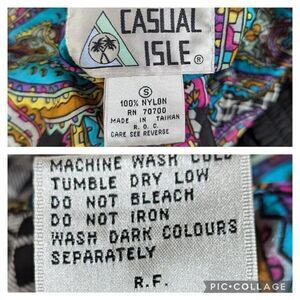 CASUAL
ISLE®
S
100% NYLON
RN 70700
MADE IN TAIWAN
R.O.C.
CARE SEE REVERSE
MACHINE WASH COLD
TUMBLE DRY LOW
DO NOT BLEACH
DO NOT IRON
WASH DARK COLOURS
SEPARATELY
R.F.
PIC•COLLAGE